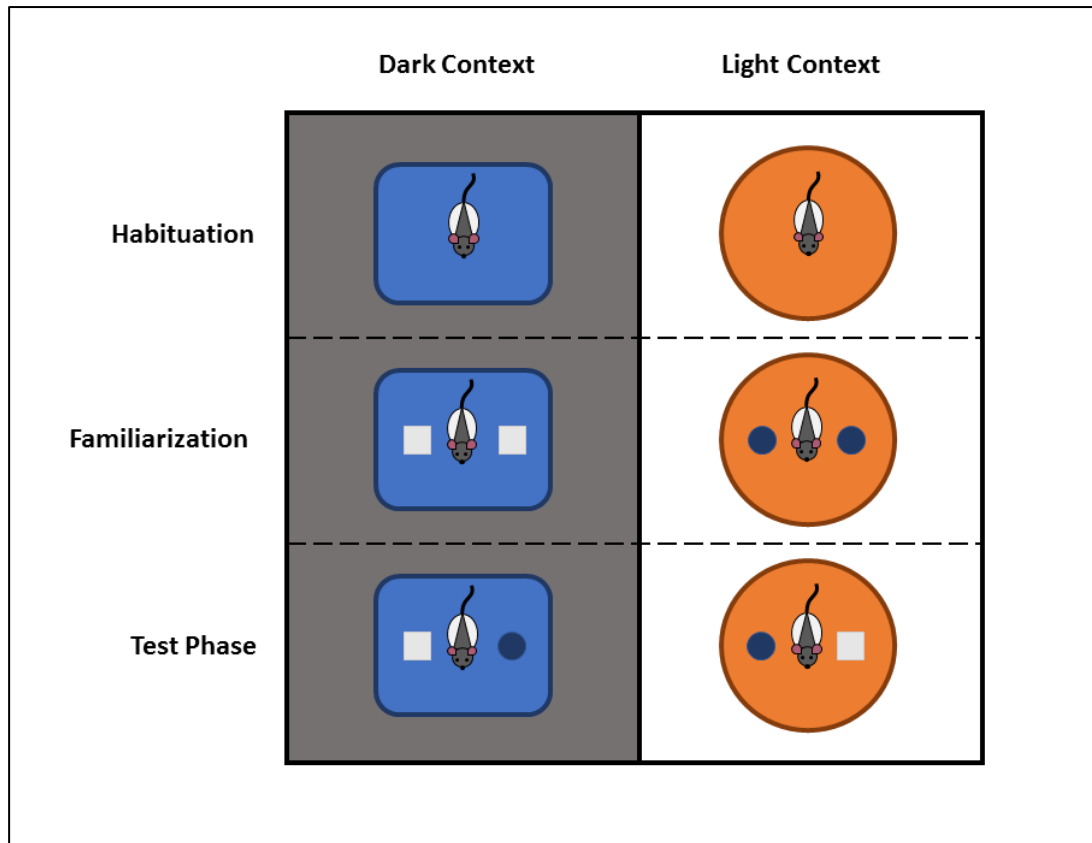 Dark Context
Light Context
Habituation
Familiarization
Test Phase